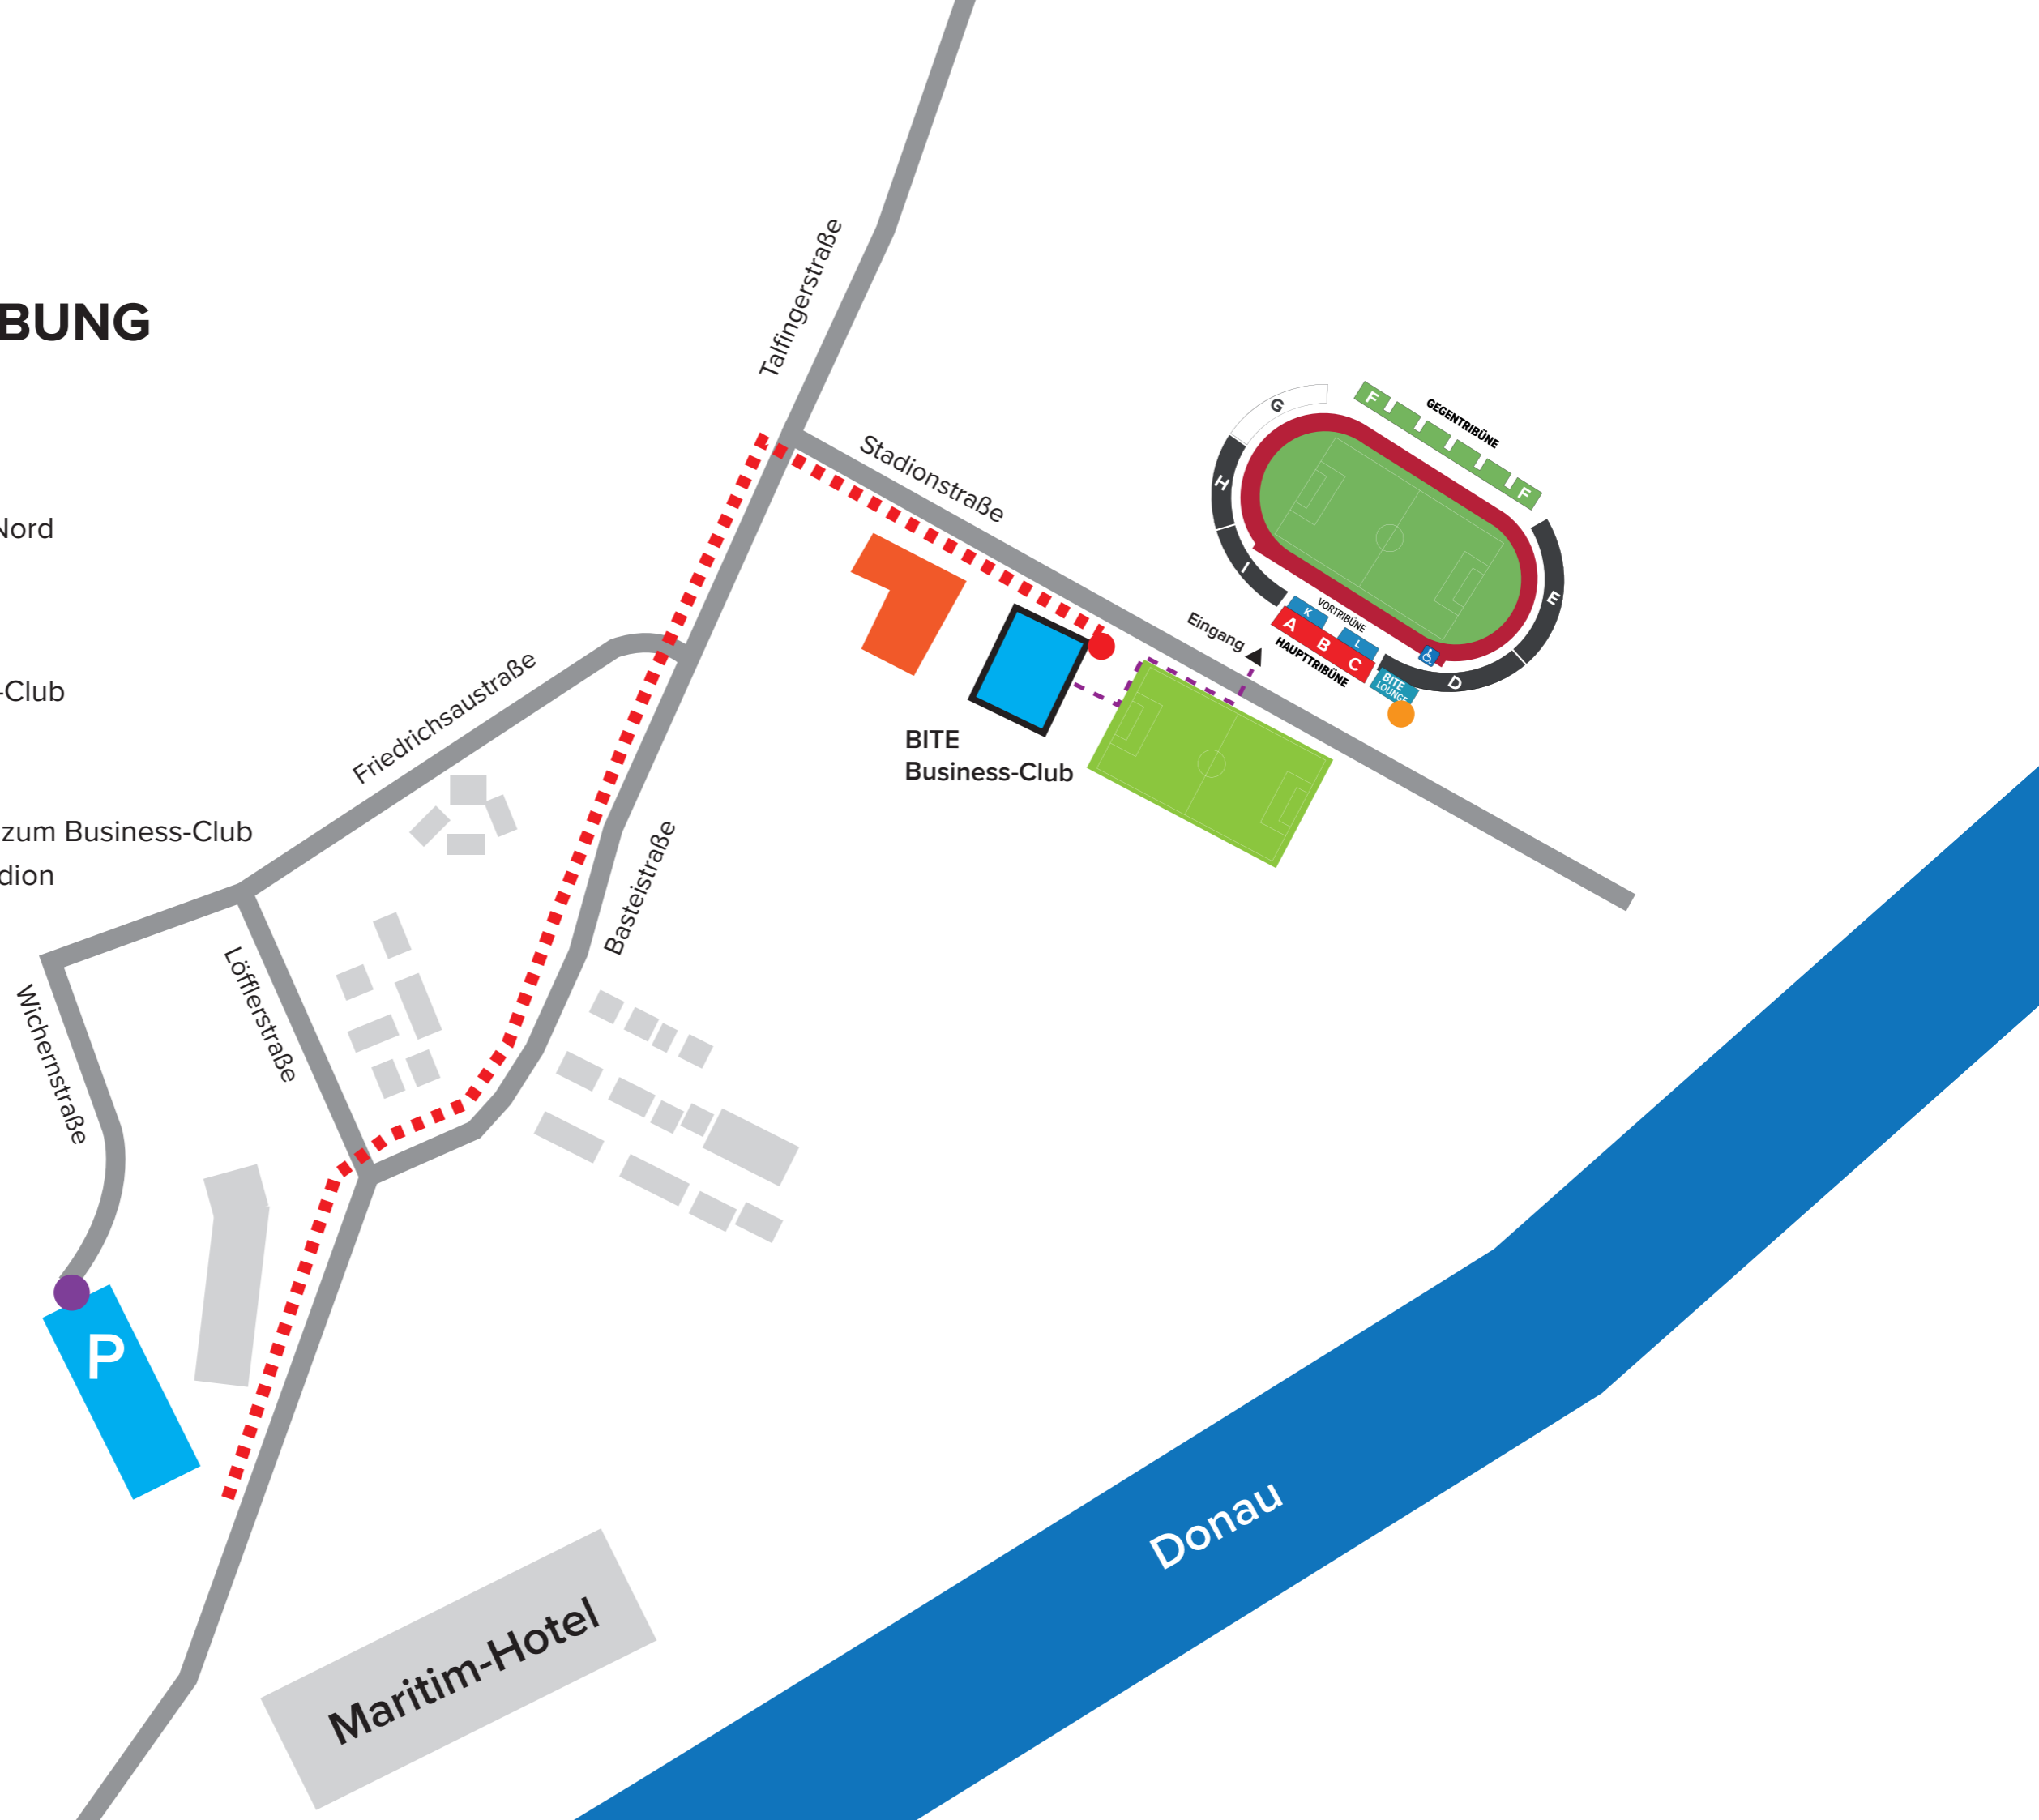 BUNG
Nord
-Club
zum Business-Club
dion
Talfingerstraße
Stadionstraße
Friedrichsaustraße
Basteistraße
Löfflerstraße
Wichernstraße
BITE
Business-Club
Eingang
G
H
I
F
GEGENTRIBÜNE
F
E
D
K
VORTRIBÜNE
L
A B C
HAUPTTRIBÜNE
BITE
LOUNGE
P
Maritim-Hotel
Donau